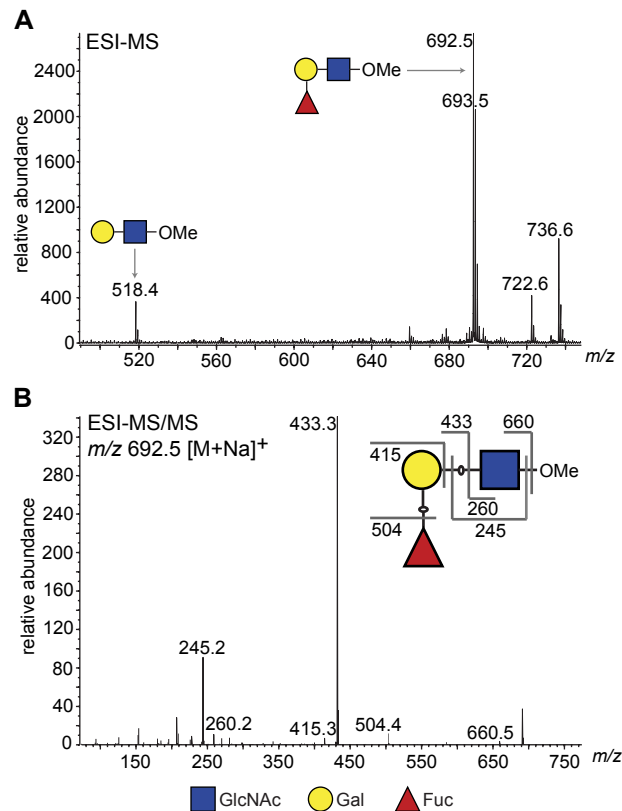 A
ESI-MS
relative abundance
2400
2000
1600
1200
800
400
0
OMe
692.5
693.5
OMe
518.4
736.6
722.6
520 560 600 640 680 720 m/z
B
ESI-MS/MS
m/z 692.5 [M+Na]+
relative abundance
320
280
240
200
160
120
80
40
0
433.3
433 660
415
OMe
260
504 245
245.2
260.2
415.3
504.4
660.5
150 250 350 450 550 650 750 m/z
GlcNAc Gal Fuc